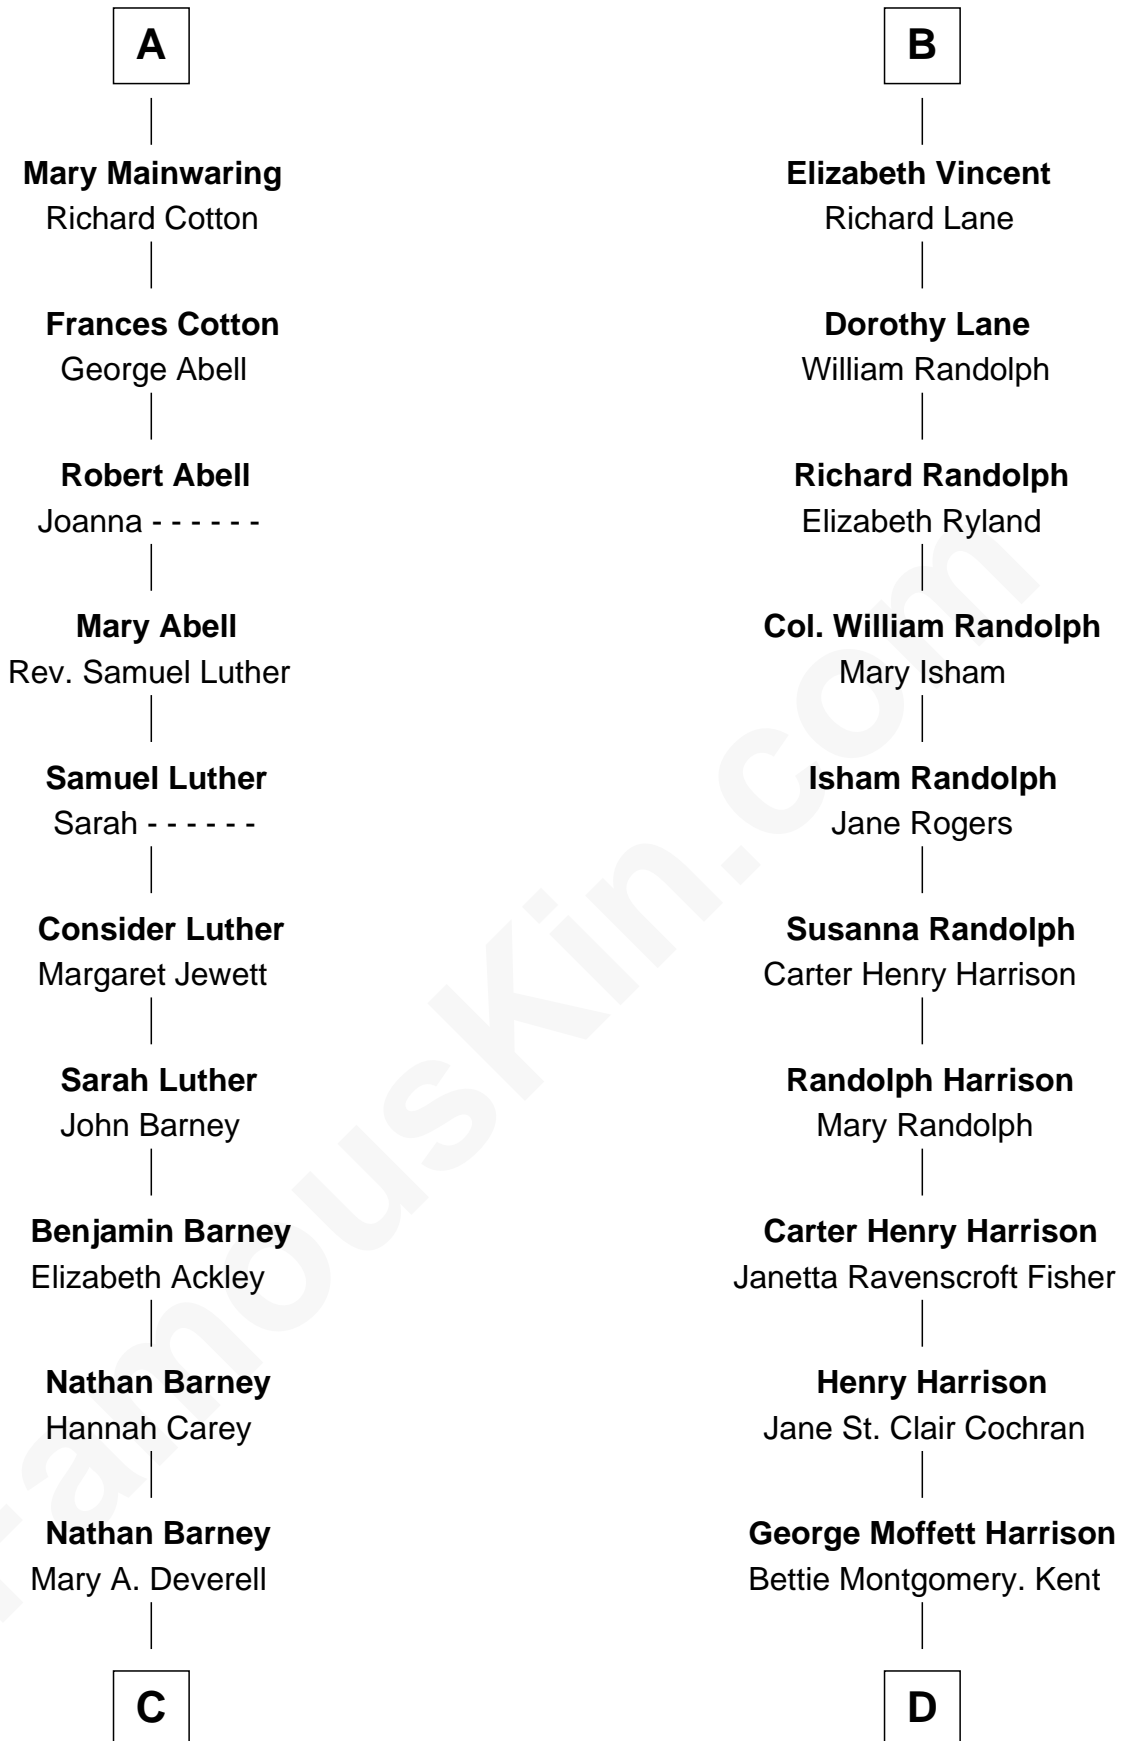 A
Mary Mainwaring
Richard Cotton
Frances Cotton
George Abell
Robert Abell
Joanna - - - - - -
Mary Abell
Rev. Samuel Luther
Samuel Luther
Sarah - - - - - -
Consider Luther
Margaret Jewett
Sarah Luther
John Barney
Benjamin Barney
Elizabeth Ackley
Nathan Barney
Hannah Carey
Nathan Barney
Mary A. Deverell
C
B
Elizabeth Vincent
Richard Lane
Dorothy Lane
William Randolph
Richard Randolph
Elizabeth Ryland
Col. William Randolph
Mary Isham
Isham Randolph
Jane Rogers
Susanna Randolph
Carter Henry Harrison
Randolph Harrison
Mary Randolph
Carter Henry Harrison
Janetta Ravenscroft Fisher
Henry Harrison
Jane St. Clair Cochran
George Moffett Harrison
Bettie Montgomery. Kent
D
FamousKin.com